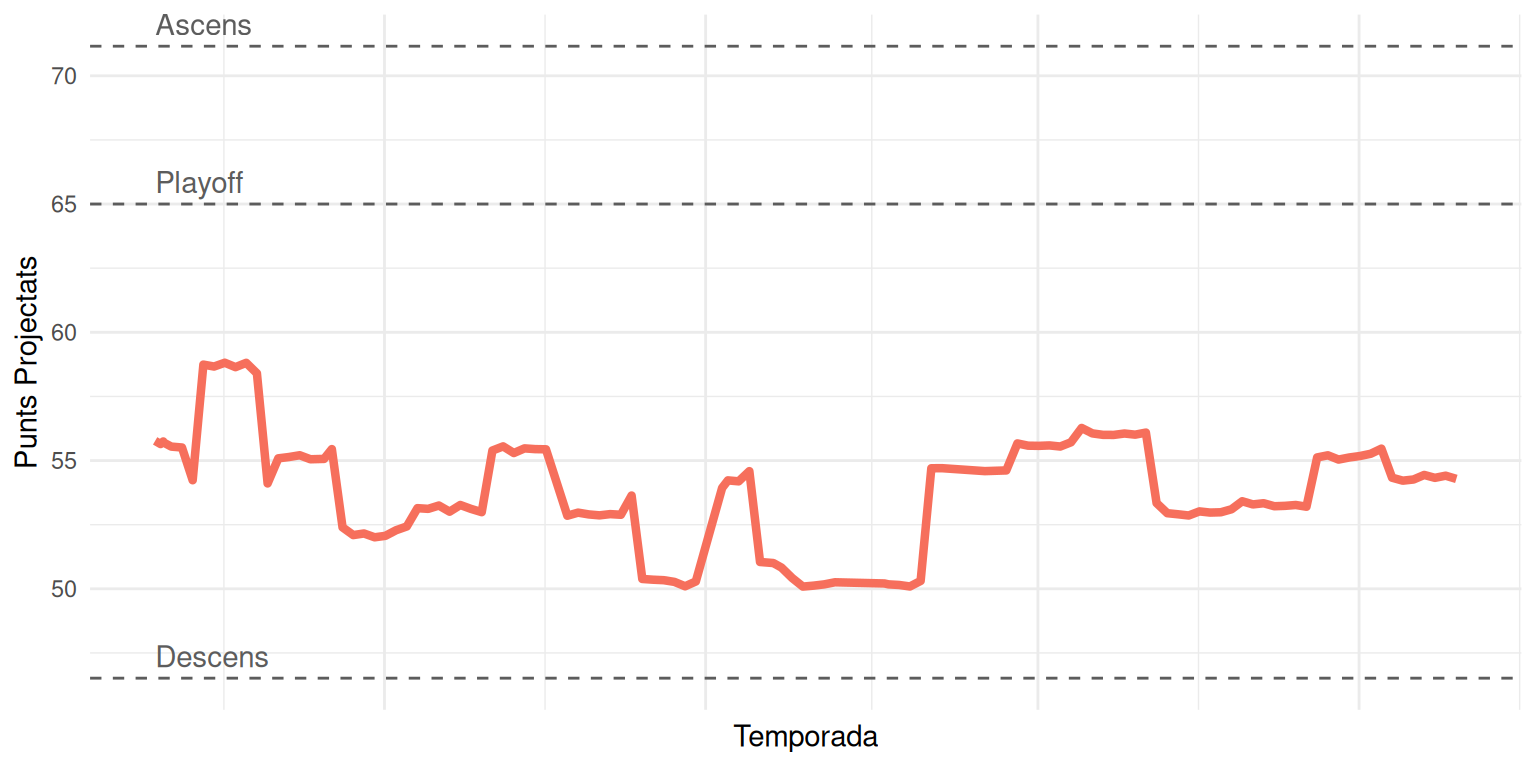 Ascens
70
Playoff
65
Punts Projectats
60
55
50
Descens
Temporada